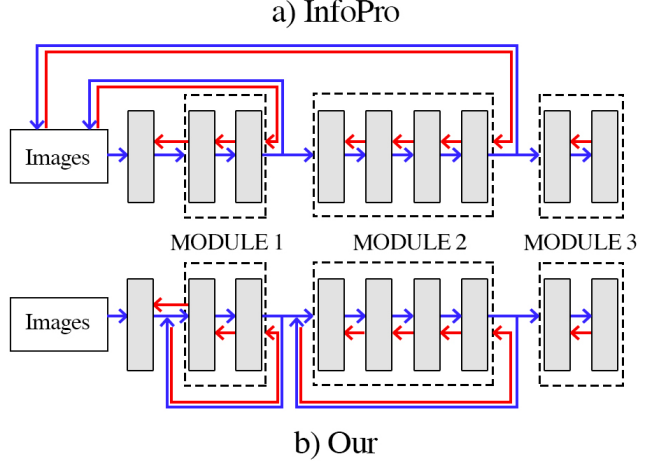 a) InfoPro
Images
MODULE 1 MODULE 2 MODULE 3
Images
b) Our